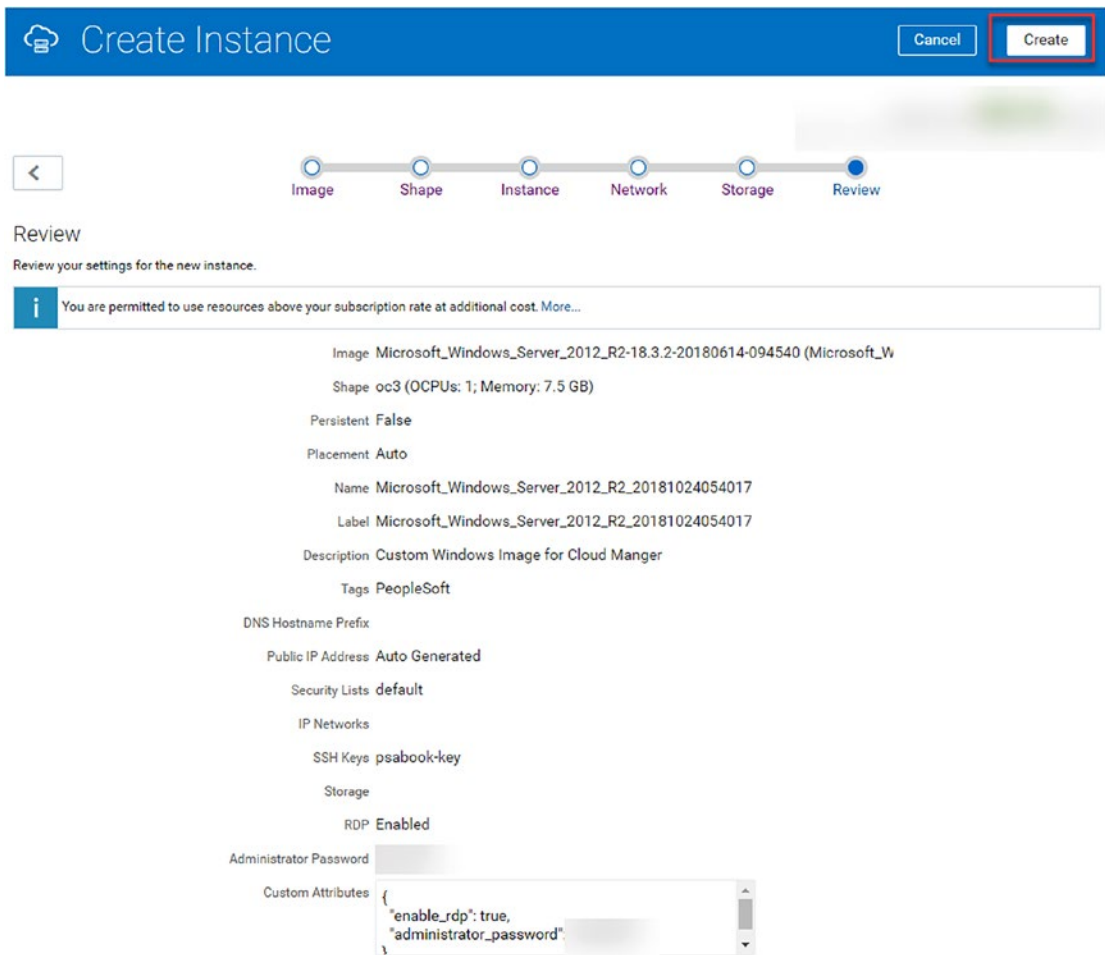 Create Instance
Cancel
Create
Image
Shape
Instance
Network
Storage
Review
Review
Review your settings for the new instance.
i You are permitted to use resources above your subscription rate at additional cost. More...
Image Microsoft_Windows_Server_2012_R2-18.3.2-20180614-094540 (Microsoft_W
Shape oc3 (OCPUs: 1; Memory: 7.5 GB)
Persistent False
Placement Auto
Name Microsoft_Windows_Server_2012_R2_20181024054017
Label Microsoft_Windows_Server_2012_R2_20181024054017
Description Custom Windows Image for Cloud Manger
Tags PeopleSoft
DNS Hostname Prefix
Public IP Address Auto Generated
Security Lists default
IP Networks
SSH Keys psabook-key
Storage
RDP Enabled
Administrator Password
Custom Attributes {
"enable_rdp": true,
"administrator_password":
}